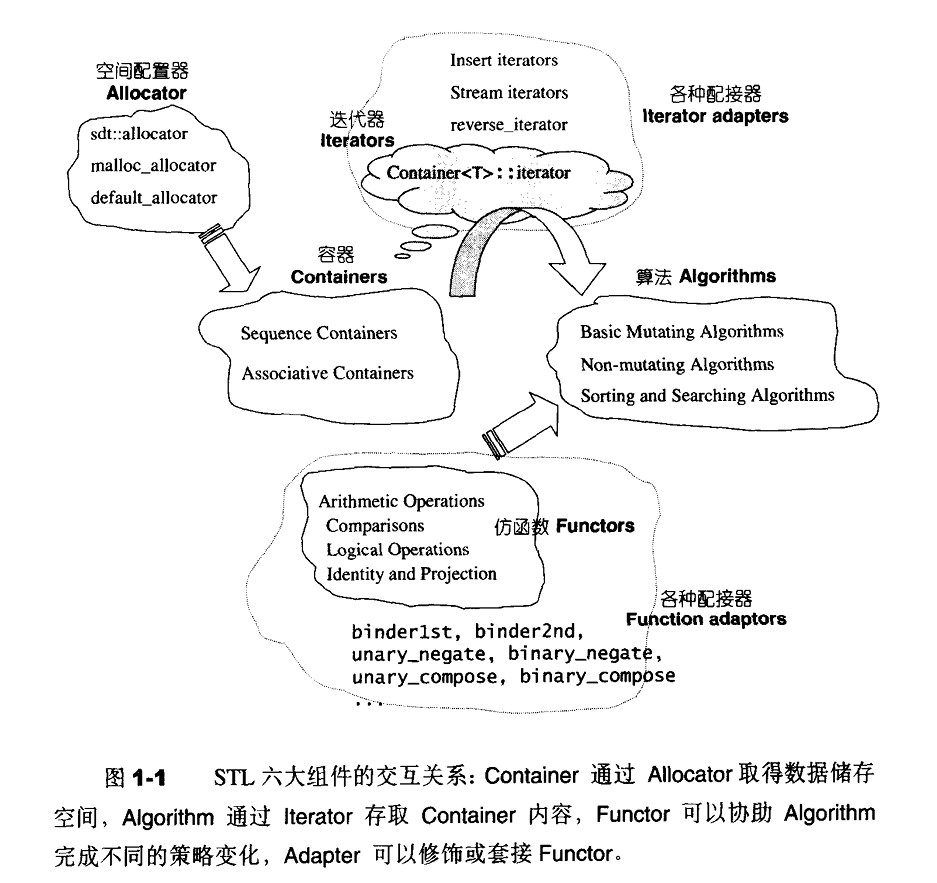 空间配置器
Allocator
sdt::allocator
malloc_allocator
default_allocator
Insert iterators
Stream iterators
reverse_iterator
迭代器
Iterators
Container<T>::iterator
各种配接器
Iterator adapters
容器
Containers
Sequence Containers
Associative Containers
算法 Algorithms
Basic Mutating Algorithms
Non-mutating Algorithms
Sorting and Searching Algorithms
Arithmetic Operations
Comparisons
Logical Operations
Identity and Projection
仿函数 Functors
各种配接器
Function adaptors
binder1st, binder2nd,
unary_negate, binary_negate,
unary_compose, binary_compose
...
图 1-1 STL 六大组件的交互关系: Container 通过 Allocator 取得数据储存
空间, Algorithm 通过 Iterator 存取 Container 内容, Functor 可以协助 Algorithm
完成不同的策略变化, Adapter 可以修饰或套接 Functor。